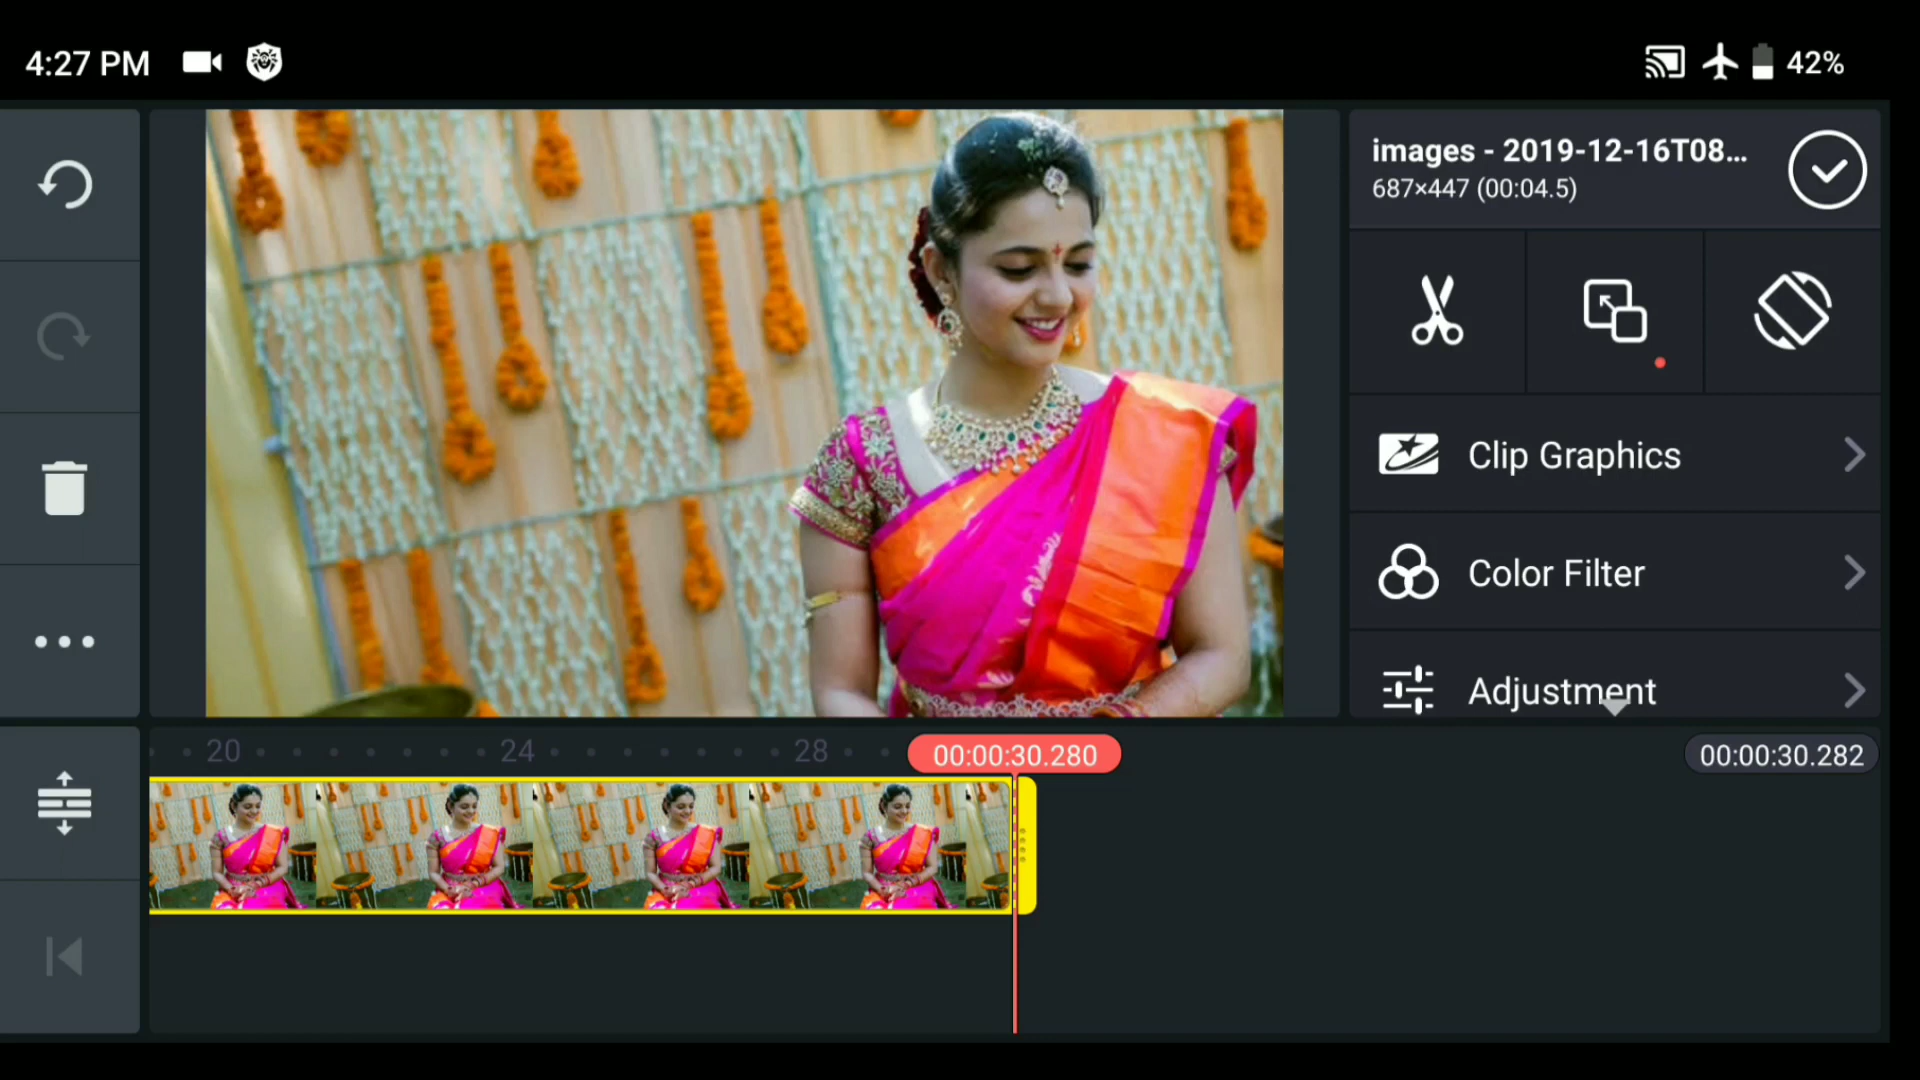 4:27 PM
42%
images - 2019-12-16T08...
687×447 (00:04.5)
Clip Graphics
Color Filter
Adjustment
20
24
28
00:00:30.280
00:00:30.282